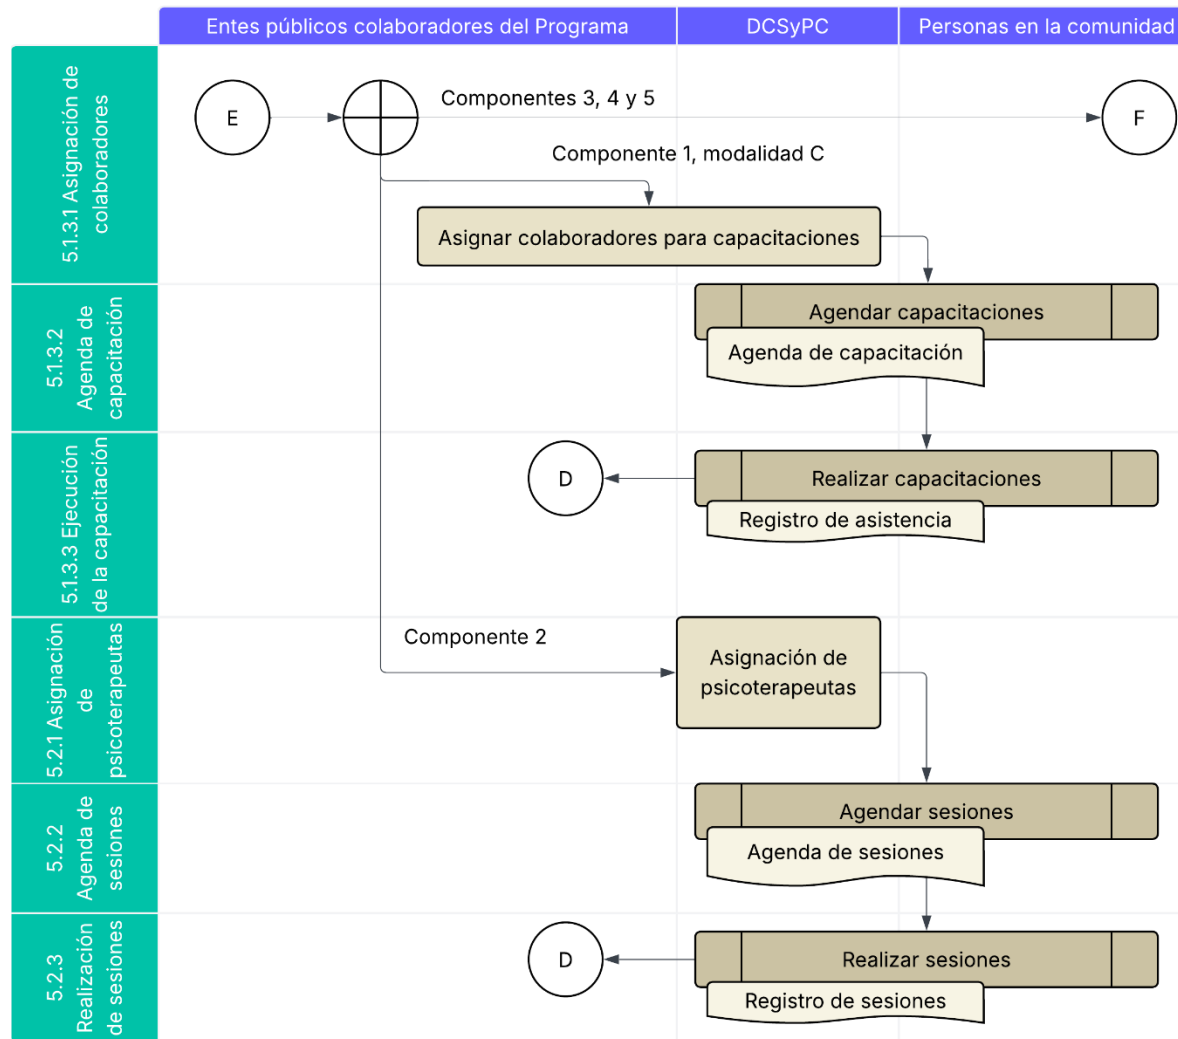 Entes públicos colaboradores del Programa
DCSyPC
Personas en la comunidad
5.1.3.1 Asignación de
colaboradores
E
Componentes 3, 4 y 5
F
Componente 1, modalidad C
Asignar colaboradores para capacitaciones
5.1.3.2
Agenda de
capacitación
Agendar capacitaciones
Agenda de capacitación
5.1.3.3 Ejecución
de la capacitación
D
Realizar capacitaciones
Registro de asistencia
5.2.1 Asignación
de
psicoterapeutas
Componente 2
Asignación de
psicoterapeutas
5.2.2
Agenda de
sesiones
Agendar sesiones
Agenda de sesiones
5.2.3
Realización
de sesiones
D
Realizar sesiones
Registro de sesiones